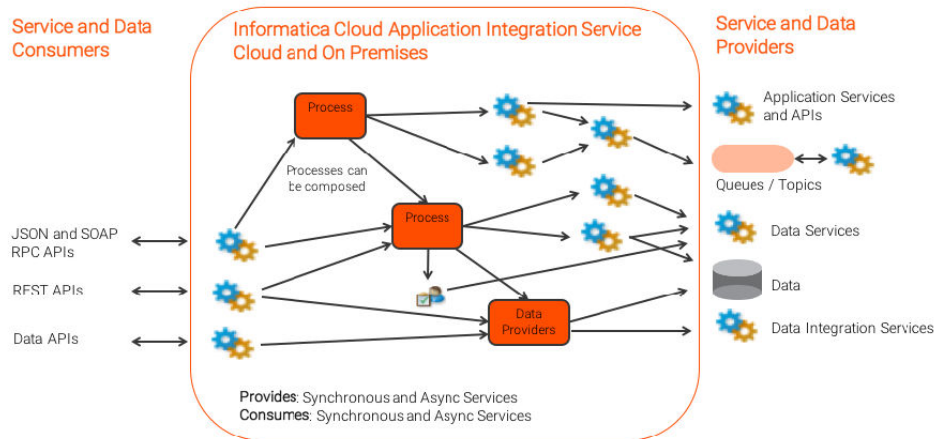 Service and Data
Consumers
Informatica Cloud Application Integration Service
Cloud and On Premises
Service and Data
Providers
Process
Application Services
and APIs
Processes can
be composed
Queues / Topics
Process
JSON and SOAP
RPC APIs
Data Services
REST APIs
Data
Data
Providers
Data APIs
Data Integration Services
Provides: Synchronous and Async Services
Consumes: Synchronous and Async Services